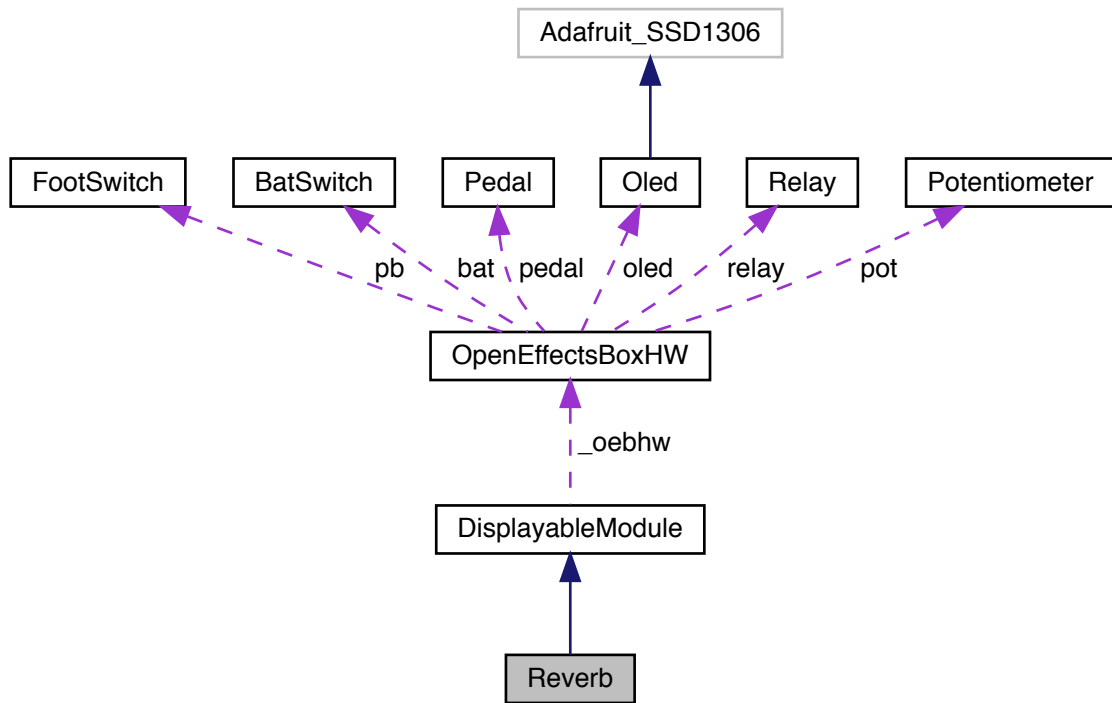 Adafruit_SSD1306
FootSwitch
BatSwitch
Pedal
Oled
Relay
Potentiometer
pb
bat
pedal
oled
relay
pot
OpenEffectsBoxHW
_oebhw
DisplayableModule
Reverb